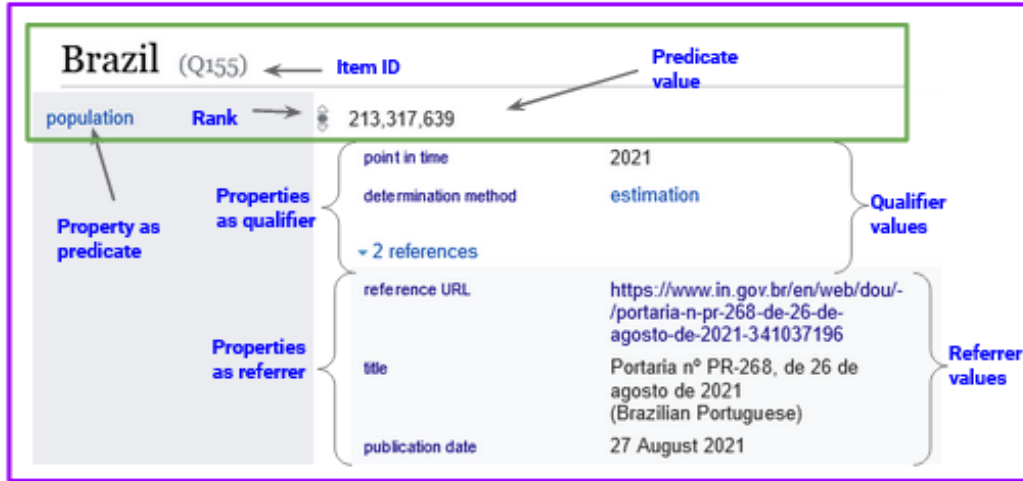 Brazil (Q155) Item ID
Predicate
value
population Rank 213,317,639
point in time 2021
Properties
as qualifier
determination method estimation
Qualifier
values
Property as
predicate
2 references
reference URL https://www.in.gov.br/en/web/dou/-
/portaria-n-pr-268-de-26-de-
agosto-de-2021-341037196
Properties
as referrer
title Portaria nº PR-268, de 26 de
agosto de 2021
(Brazilian Portuguese)
Referrer
values
publication date 27 August 2021